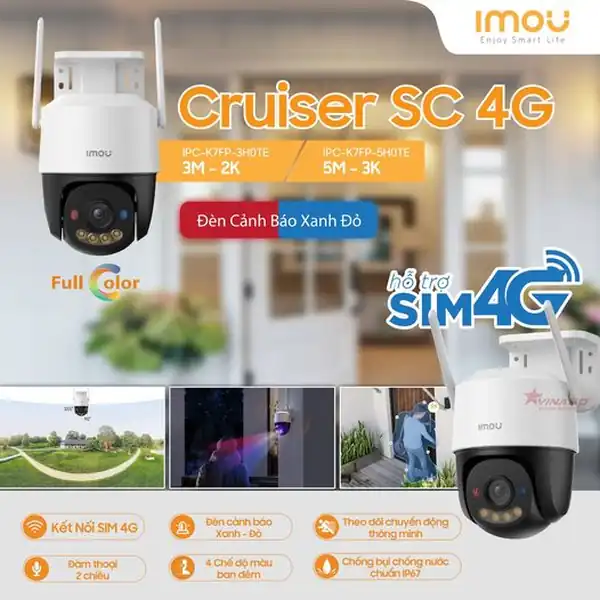 imou
Enjoy Smart Life
imou
Cruiser SC 4G
IPC-K7FP-3H0TE
3M - 2K
IPC-K7FP-5H0TE
5M - 3K
Đèn Cảnh Báo Xanh Đỏ
Full Color
hỗ trợ
SIM4G
imou
Kết Nối SIM 4G
Đèn cảnh báo
Xanh - Đỏ
Theo dõi chuyển động
thông minh
Đàm thoại
2 chiều
4 Chế độ màu
ban đêm
Chống bụi chống nước
chuẩn IP67